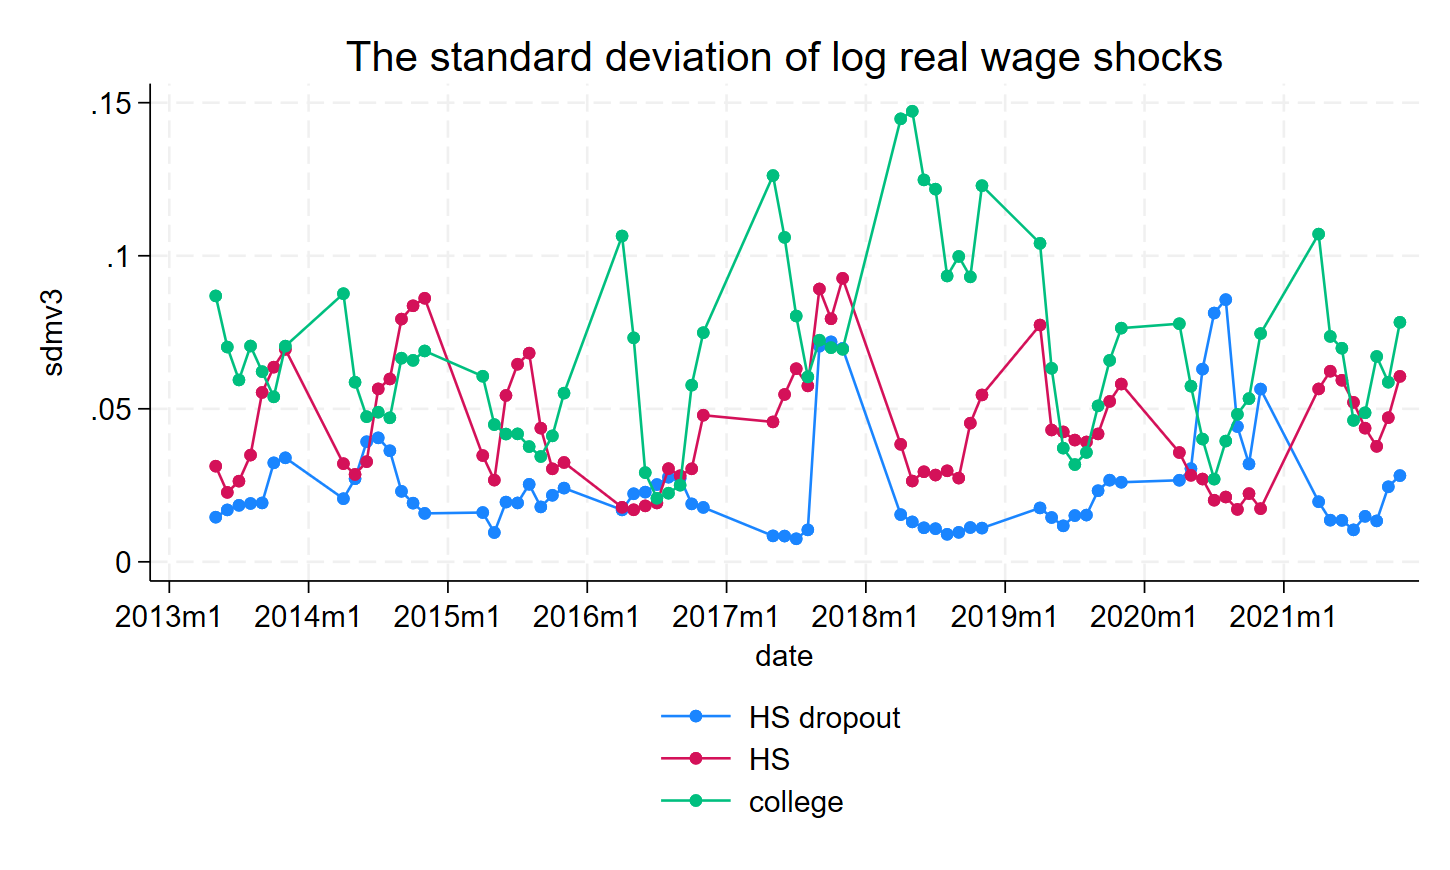 The standard deviation of log real wage shocks
.15
.1
.05
0
sdmv3
2013m1 2014m1 2015m1 2016m1 2017m1 2018m1 2019m1 2020m1 2021m1
date
HS dropout
HS
college